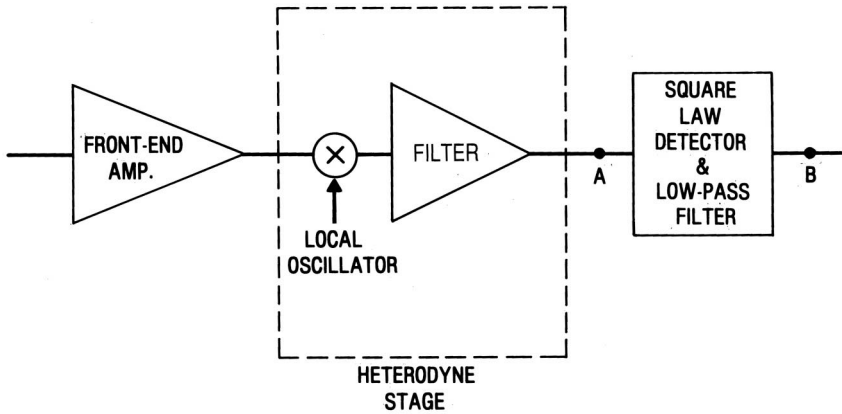 FRONT-END
AMP.
LOCAL
OSCILLATOR
FILTER
HETERODYNE
STAGE
A
SQUARE
LAW
DETECTOR
&
LOW-PASS
FILTER
B